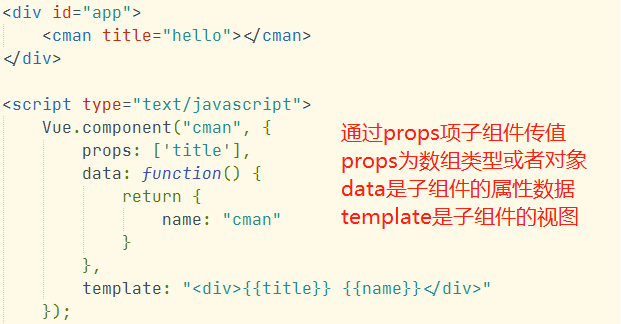 <div id="app">
    <cman title="hello"></cman>
</div>
<script type="text/javascript">
    Vue.component("cman", {
        props: ['title'],
        data: function() {
            return {
                name: "cman"
            }
        },
        template: "<div>{{title}} {{name}}</div>"
    });
通过props项子组件传值
props为数组类型或者对象
data是子组件的属性数据
template是子组件的视图